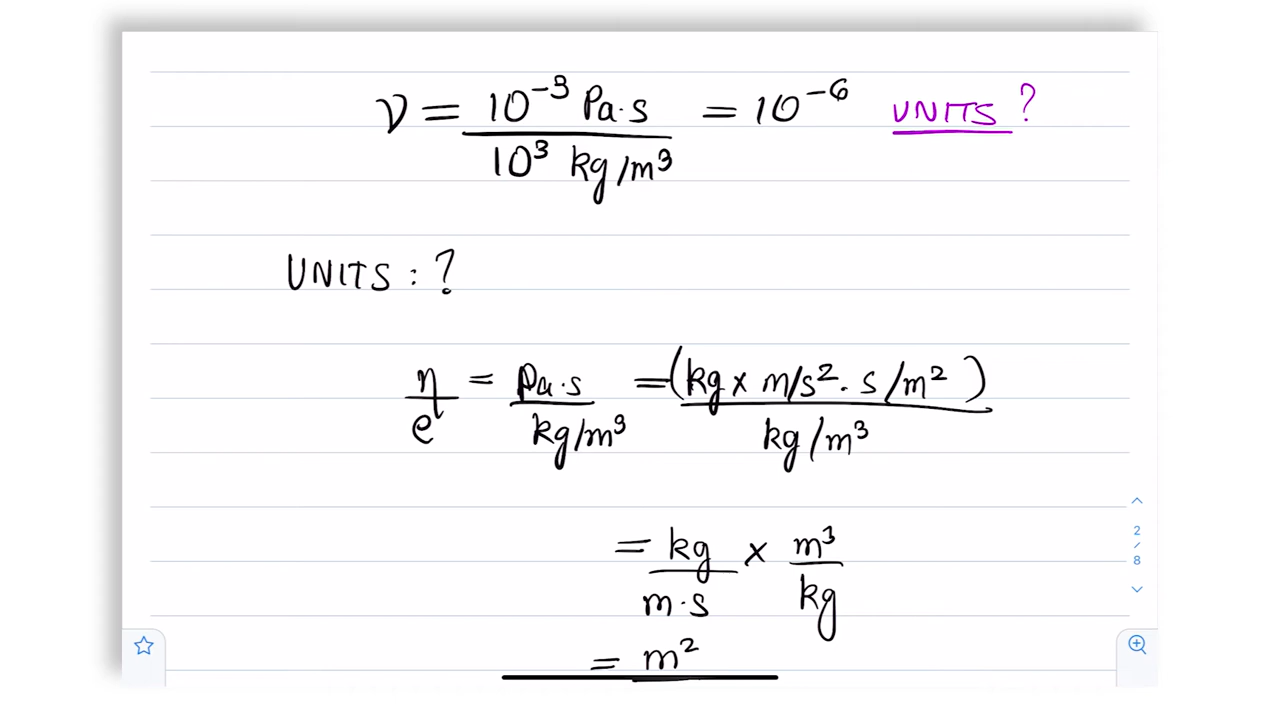 ν = 10⁻³ Pa·s / 10³ kg/m³ = 10⁻⁶ UNITS ?
UNITS : ?
η/ρ = Pa·s / kg/m³ = (kg × m/s² · s/m²) / kg/m³
= kg / m·s × m³ / kg
= m²
2
/
8